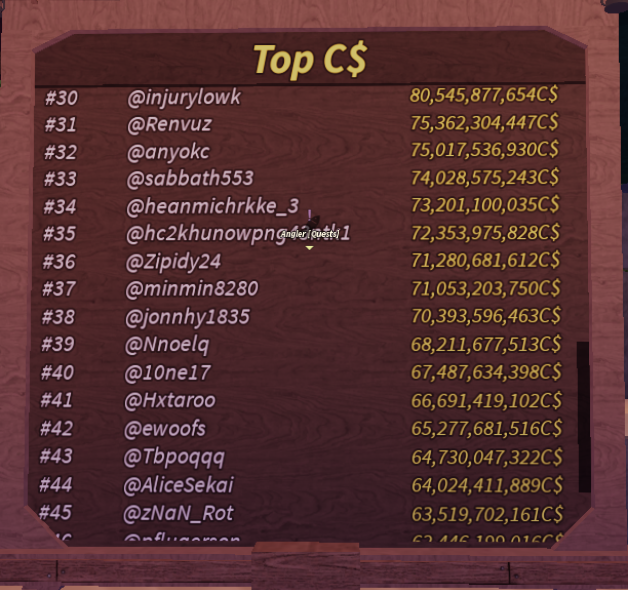 Top C$
#30 @injurylowk 80,545,877,654C$
#31 @Renvuz 75,362,304,447C$
#32 @anyokc 75,017,536,930C$
#33 @sabbath553 74,028,575,243C$
#34 @heanmichrkke_3 73,201,100,035C$
#35 72,353,975,828C$
Angler [Quests]
#36 @Zipidy24 71,280,681,612C$
#37 @minmin8280 71,053,203,750C$
#38 @jonnhy1835 70,393,596,463C$
#39 @Nnoelq 68,211,677,513C$
#40 @10ne17 67,487,634,398C$
#41 @Hxtaroo 66,691,419,102C$
#42 @ewoofs 65,277,681,516C$
#43 @Tbpoqqq 64,730,047,322C$
#44 @AliceSekai 64,024,411,889C$
#45 @zNaN_Rot 63,519,702,161C$